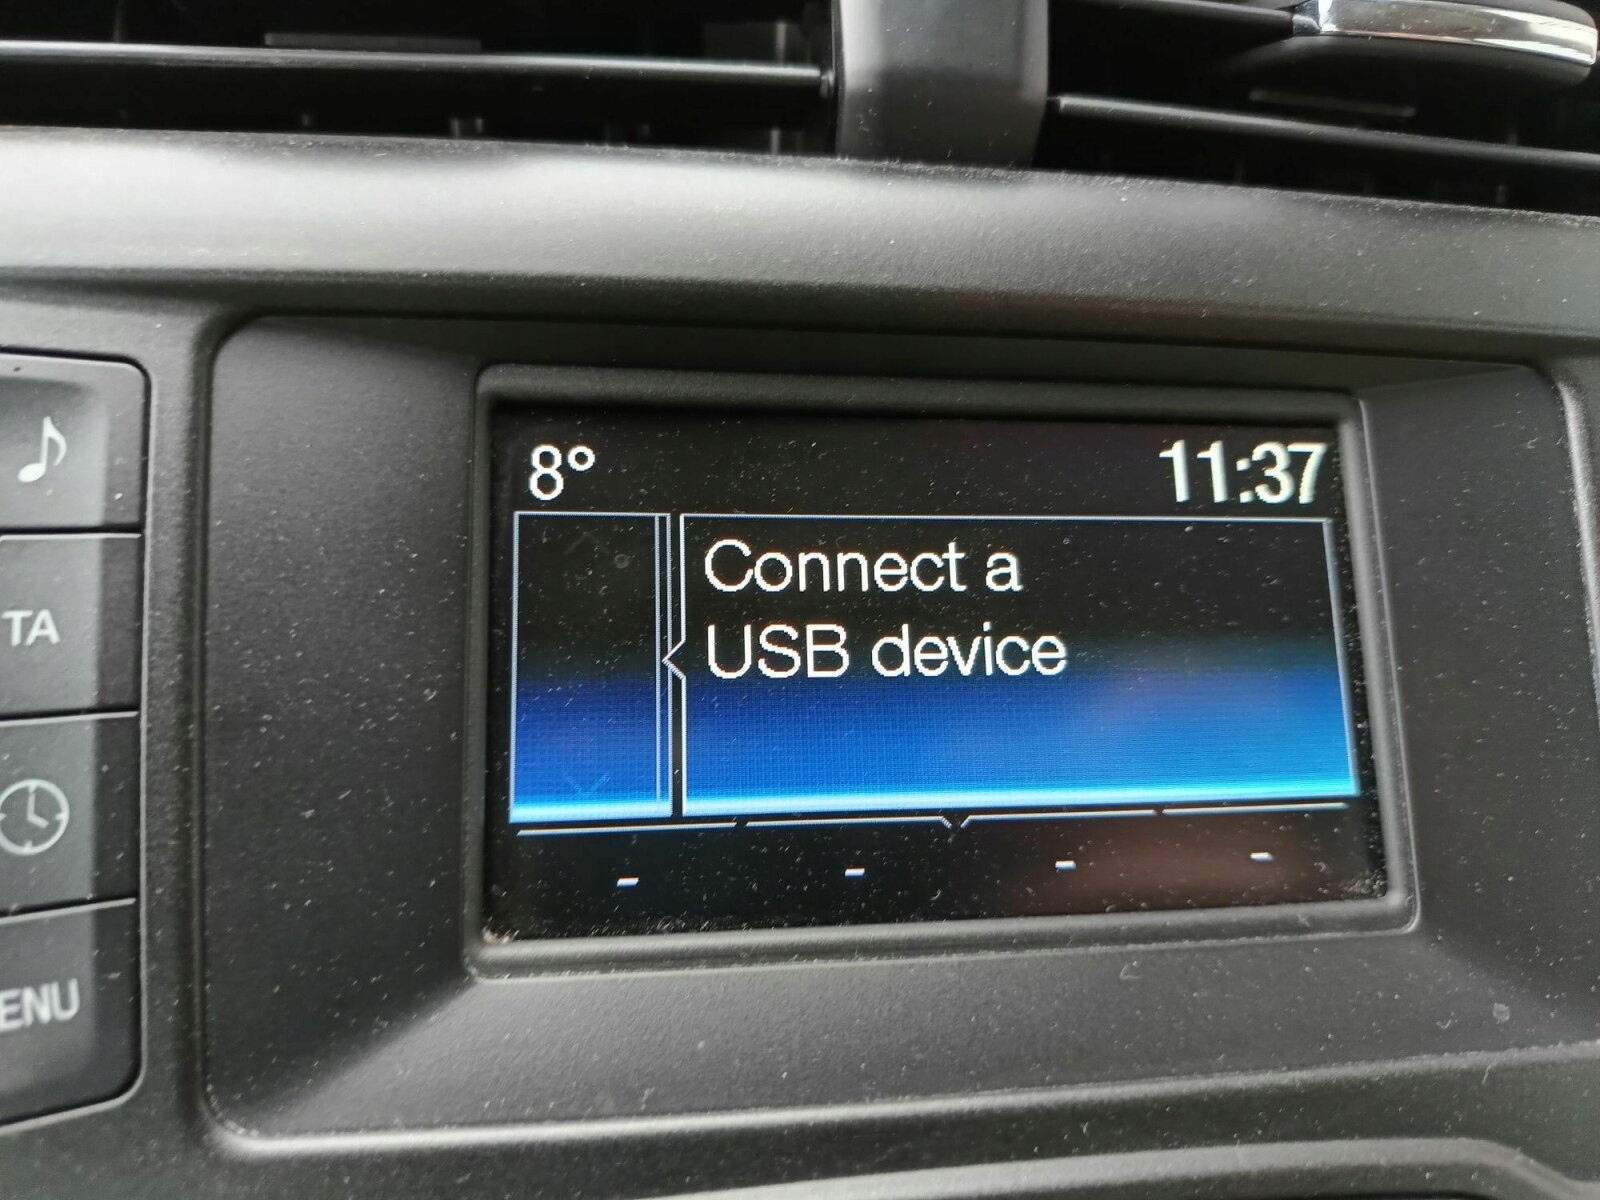 8° 11:37
Connect a
USB device
- - - -
TA
ENU